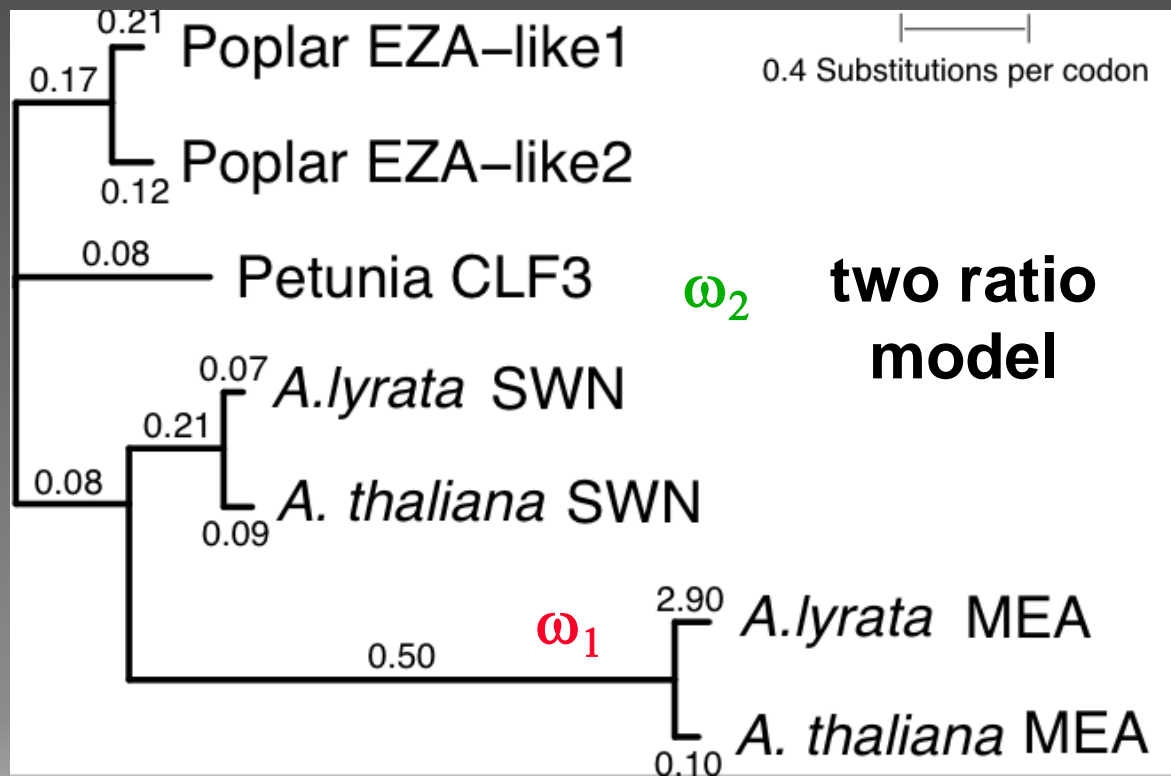 0.21
Poplar EZA–like1
0.4 Substitutions per codon
0.17
Poplar EZA–like2
0.12
0.08
Petunia CLF3
ω2
two ratio
model
0.07
A.lyrata SWN
0.21
0.08
A. thaliana SWN
0.09
2.90
A.lyrata MEA
ω1
0.50
A. thaliana MEA
0.10